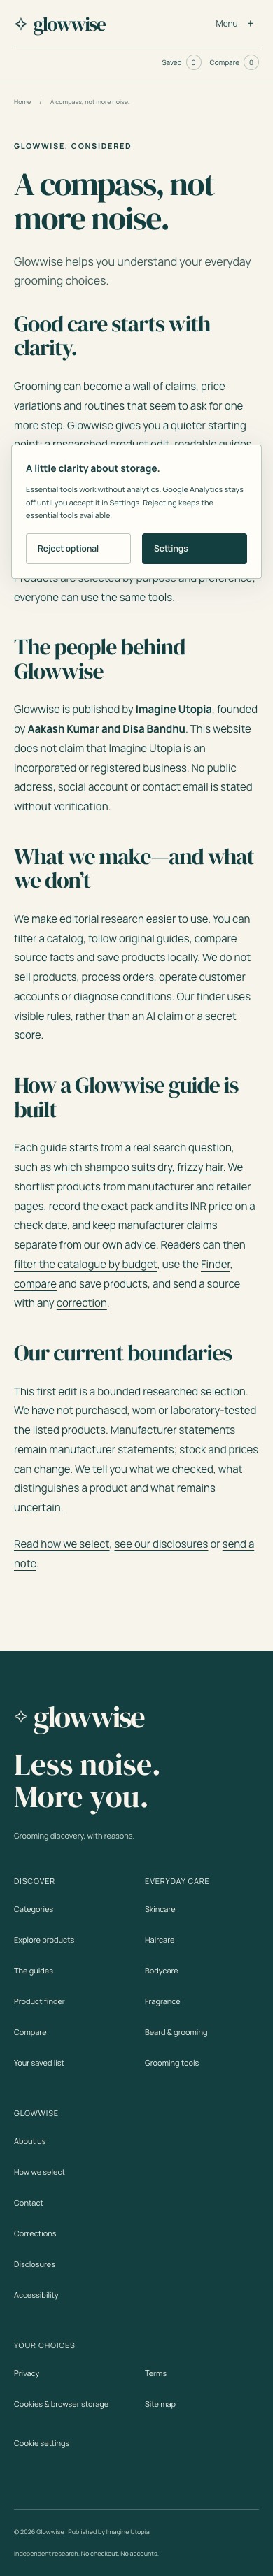 glowwise
Menu +
Saved 0 Compare 0
Home / A compass, not more noise.
GLOWWISE, CONSIDERED
A compass, not
more noise.
Glowwise helps you understand your everyday
grooming choices.
Good care starts with
clarity.
Grooming can become a wall of claims, price
variations and routines that seem to ask for one
more step. Glowwise gives you a quieter starting
point: a researched product edit, readable guides
A little clarity about storage.
Essential tools work without analytics. Google Analytics stays
off until you accept it in Settings. Rejecting keeps the
essential tools available.
Reject optional
Settings
Products are selected by purpose and preference;
everyone can use the same tools.
The people behind
Glowwise
Glowwise is published by Imagine Utopia, founded
by Aakash Kumar and Disa Bandhu. This website
does not claim that Imagine Utopia is an
incorporated or registered business. No public
address, social account or contact email is stated
without verification.
What we make—and what
we don’t
We make editorial research easier to use. You can
filter a catalog, follow original guides, compare
source facts and save products locally. We do not
sell products, process orders, operate customer
accounts or diagnose conditions. Our finder uses
visible rules, rather than an AI claim or a secret
score.
How a Glowwise guide is
built
Each guide starts from a real search question,
such as which shampoo suits dry, frizzy hair. We
shortlist products from manufacturer and retailer
pages, record the exact pack and its INR price on a
check date, and keep manufacturer claims
separate from our own advice. Readers can then
filter the catalogue by budget, use the Finder,
compare and save products, and send a source
with any correction.
Our current boundaries
This first edit is a bounded researched selection.
We have not purchased, worn or laboratory-tested
the listed products. Manufacturer statements
remain manufacturer statements; stock and prices
can change. We tell you what we checked, what
distinguishes a product and what remains
uncertain.
Read how we select, see our disclosures or send a
note.
glowwise
Less noise.
More you.
Grooming discovery, with reasons.
DISCOVER
Categories
Explore products
The guides
Product finder
Compare
Your saved list
EVERYDAY CARE
Skincare
Haircare
Bodycare
Fragrance
Beard & grooming
Grooming tools
GLOWWISE
About us
How we select
Contact
Corrections
Disclosures
Accessibility
YOUR CHOICES
Privacy
Terms
Cookies & browser storage
Site map
Cookie settings
© 2026 Glowwise · Published by Imagine Utopia
Independent research. No checkout. No accounts.